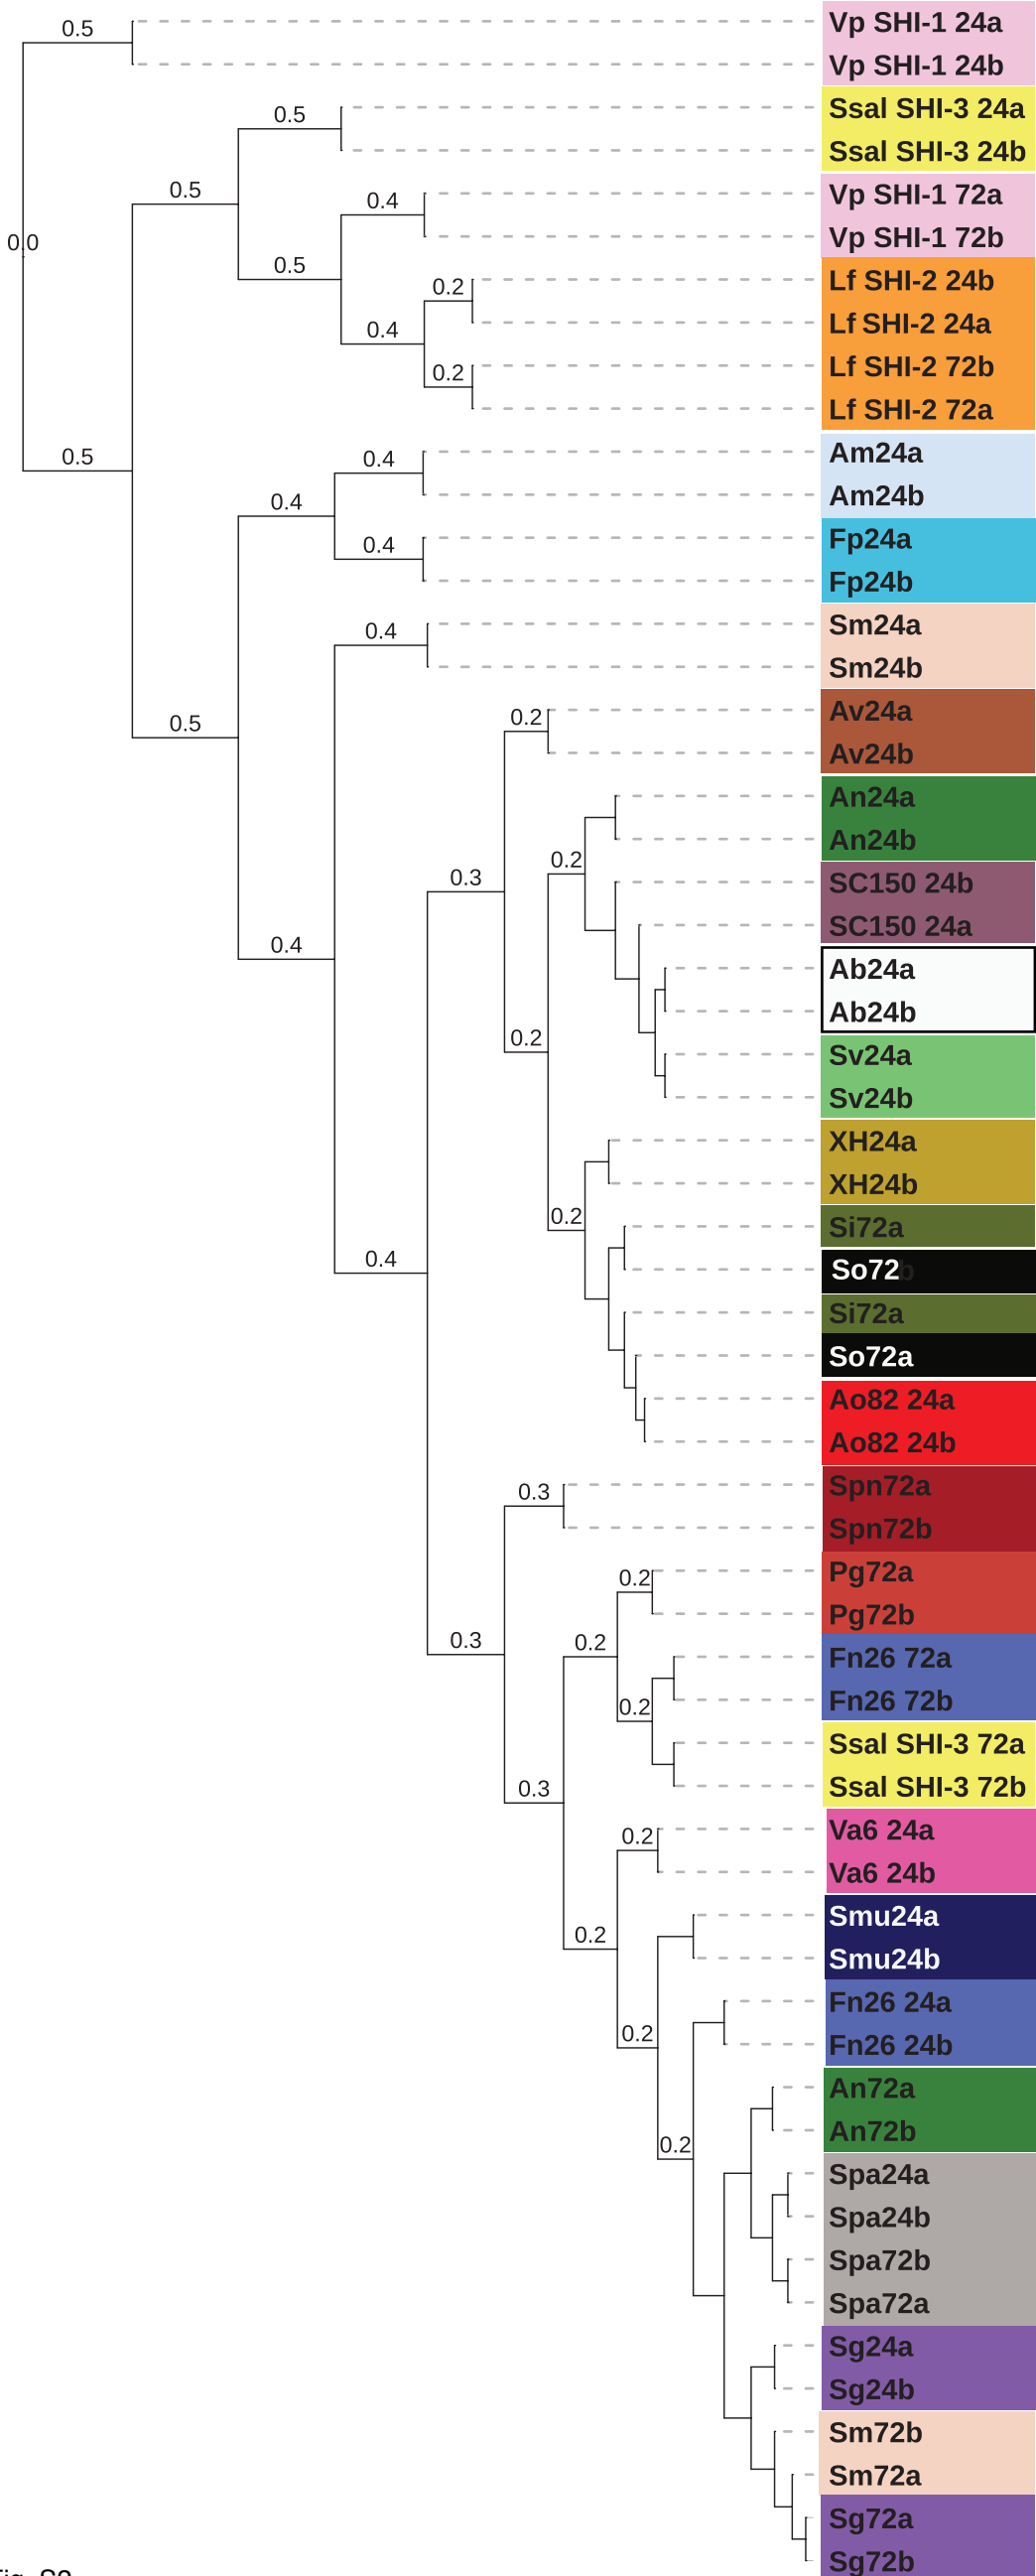 0.5
Vp SHI-1 24a
Vp SHI-1 24b
0.5
Ssal SHI-3 24a
Ssal SHI-3 24b
0.5
0.4
Vp SHI-1 72a
Vp SHI-1 72b
0.0
0.5
0.2
Lf SHI-2 24b
0.4
Lf SHI-2 24a
0.2
Lf SHI-2 72b
Lf SHI-2 72a
0.5
0.4
Am24a
0.4
Am24b
0.4
Fp24a
Fp24b
0.4
Sm24a
Sm24b
0.5
0.2
Av24a
Av24b
An24a
0.2
An24b
0.3
SC150 24b
0.4
SC150 24a
Ab24a
0.2
Ab24b
Sv24a
Sv24b
XH24a
XH24b
0.2
Si72a
0.4
So72b
Si72a
So72a
Ao82 24a
Ao82 24b
0.3
Spn72a
Spn72b
0.2
Pg72a
Pg72b
0.3
0.2
Fn26 72a
0.2
Fn26 72b
Ssal SHI-3 72a
0.3
Ssal SHI-3 72b
0.2
Va6 24a
Va6 24b
0.2
Smu24a
Smu24b
Fn26 24a
0.2
Fn26 24b
An72a
0.2
An72b
Spa24a
Spa24b
Spa72b
Spa72a
Sg24a
Sg24b
Sm72b
Sm72a
Sg72a
Sg72b